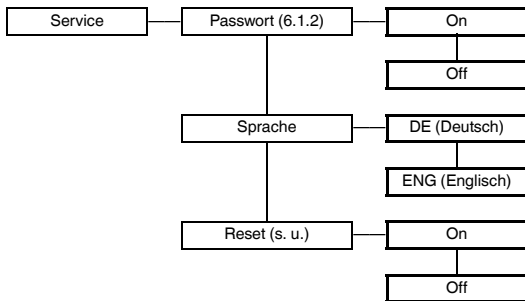 Service
Passwort (6.1.2)
On
Off
Sprache
DE (Deutsch)
ENG (Englisch)
Reset (s. u.)
On
Off